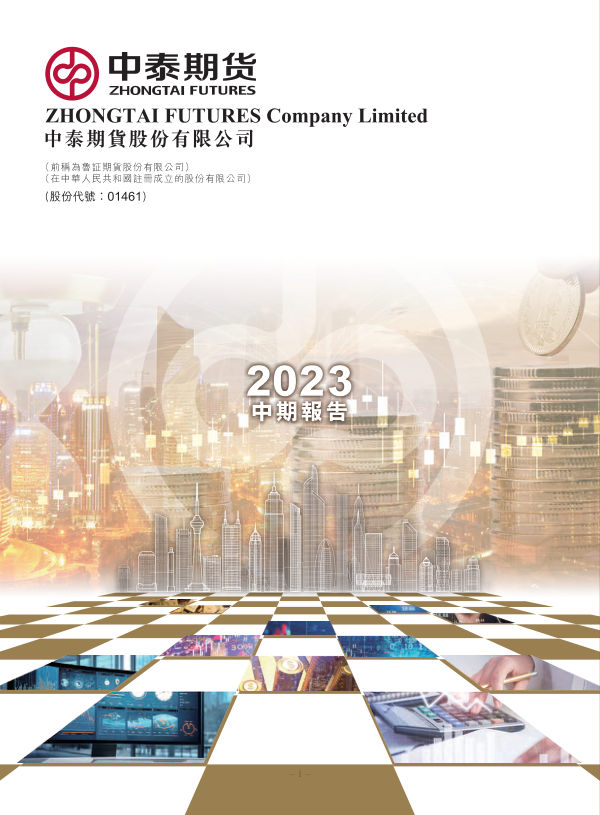 中泰期货
ZHONGTAI FUTURES
ZHONGTAI FUTURES Company Limited
中泰期貨股份有限公司
（前稱為魯証期貨股份有限公司）
（在中華人民共和國註冊成立的股份有限公司）
(股份代號：01461)
2023
中期報告
– 1 –